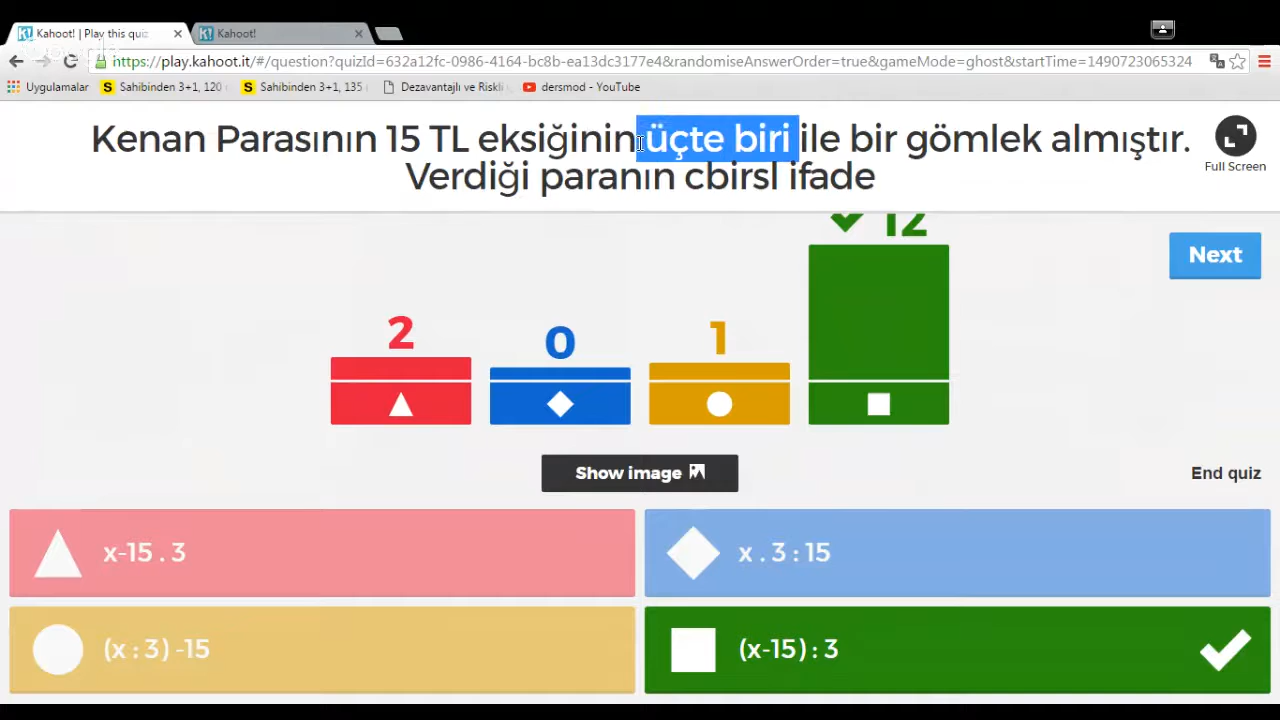 Kahoot! | Play this quiz
Kahoot!
https://play.kahoot.it/#/question?quizId=632a12fc-0986-4144-bc8b-ea13dc3177e4&randomiseAnswerOrder=true&gameMode=ghost&startTime=1490723065324
Uygulamalar
Sahibinden 3+1, 120
Sahibinden 3+1, 135
Dezavantajlı ve Riskli
dersmod - YouTube
Kenan Parasının 15 TL eksiğinin üçte biri ile bir gömlek almıştır.
Verdiği paranın cbirsl ifade
Full Screen
12
Next
2
0
1
Show image
End quiz
x-15 . 3
x . 3 : 15
(x : 3) -15
(x-15) : 3